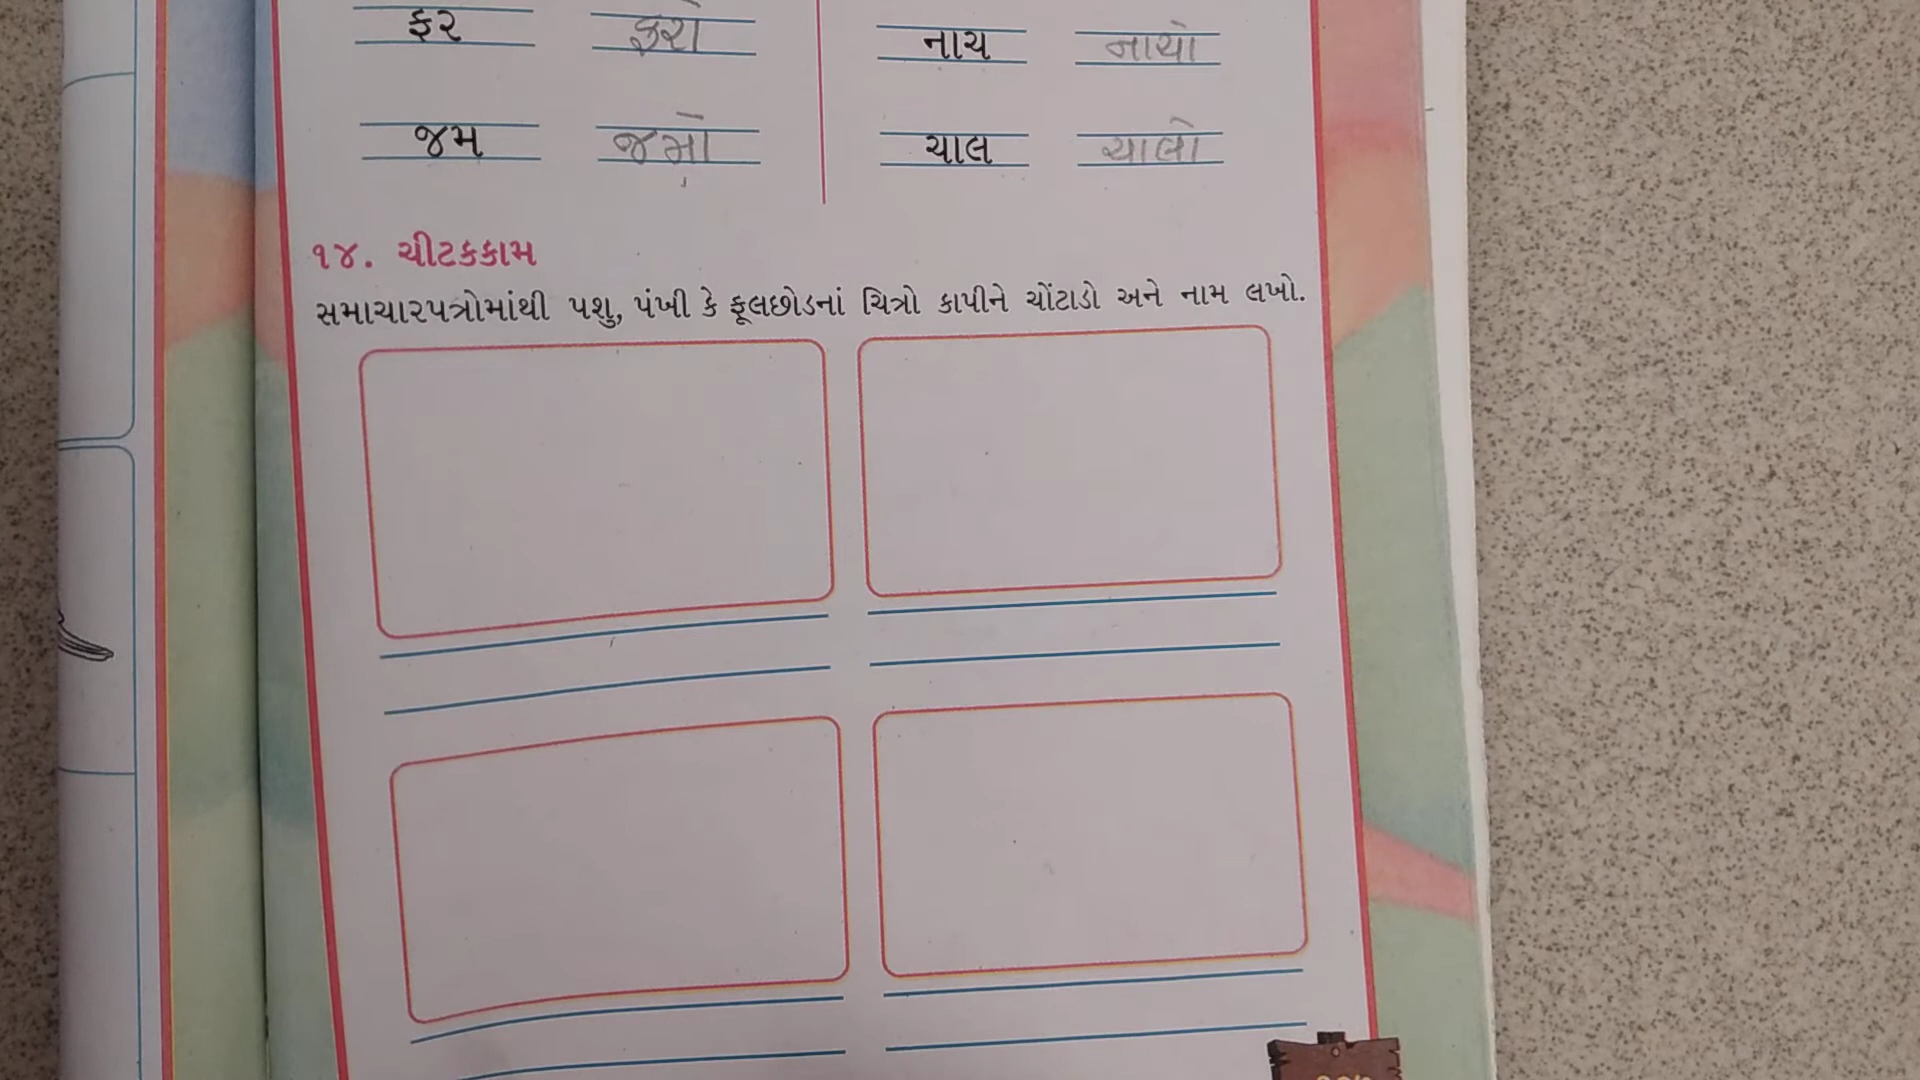 ફર ફરો નાચ નાચો
જમ જમો ચાલ ચાલો
૧૪. ચીટકકામ
સમાચારપત્રોમાંથી પશુ, પંખી કે ફૂલછોડનાં ચિત્રો કાપીને ચોંટાડો અને નામ લખો.